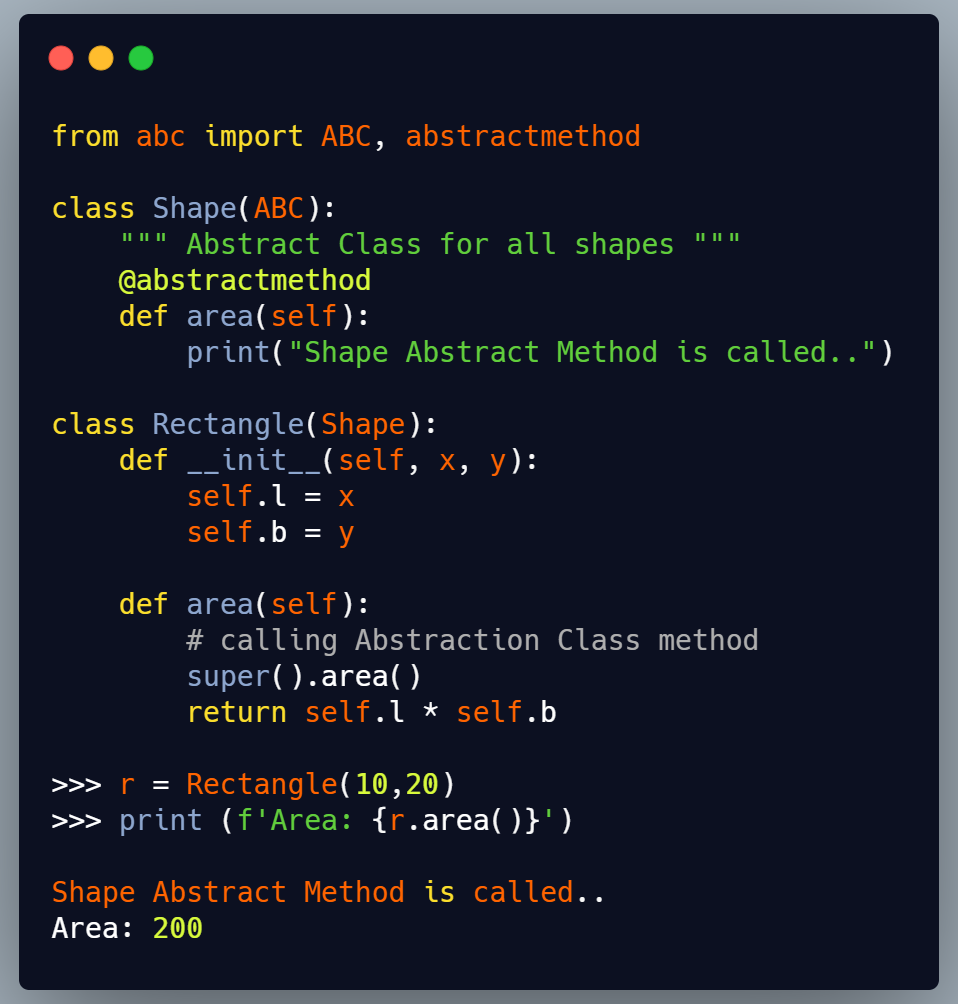 from abc import ABC, abstractmethod

class Shape(ABC):
    """ Abstract Class for all shapes """
    @abstractmethod
    def area(self):
        print("Shape Abstract Method is called..")

class Rectangle(Shape):
    def __init__(self, x, y):
        self.l = x
        self.b = y

    def area(self):
        # calling Abstraction Class method
        super().area()
        return self.l * self.b

>>> r = Rectangle(10,20)
>>> print (f'Area: {r.area()}')

Shape Abstract Method is called..
Area: 200